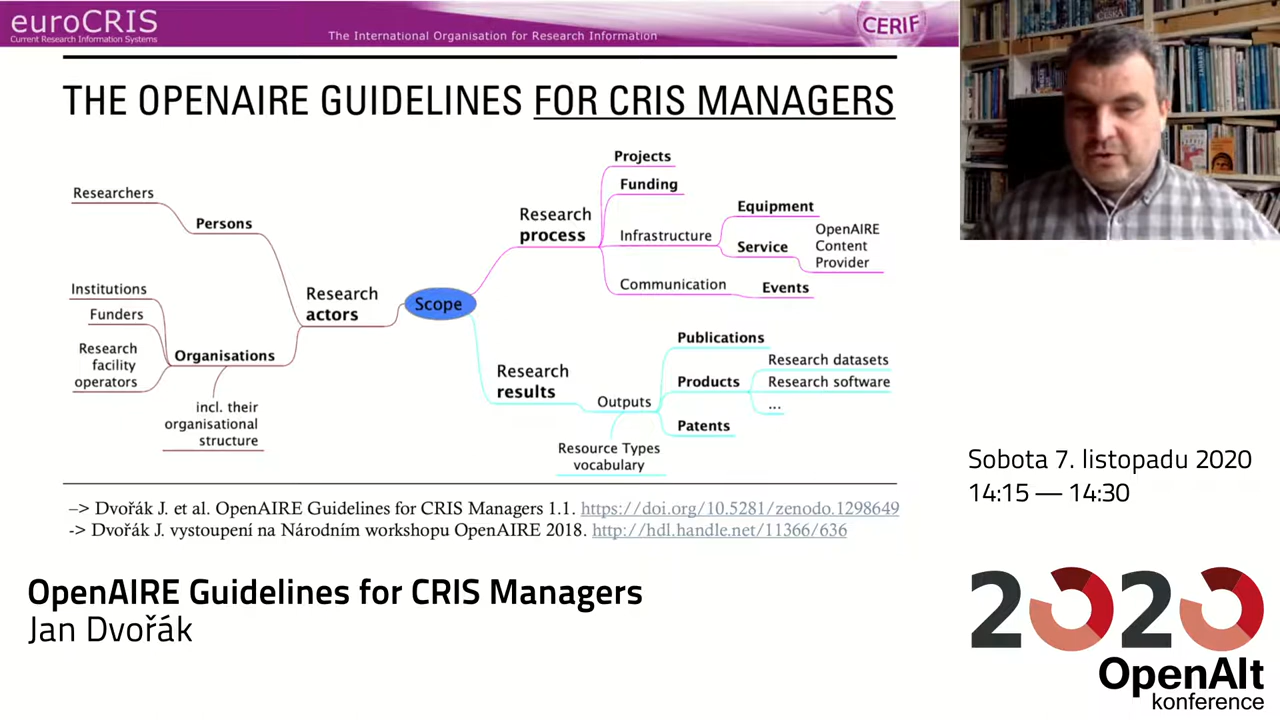 euroCRIS
Current Research Information Systems
The International Organisation for Research Information
CERIF
THE OPENAIRE GUIDELINES FOR CRIS MANAGERS
Researchers
Persons
Institutions
Funders
Research
facility
operators
Organisations
incl. their
organisational
structure
Research
actors
Scope
Research
process
Projects
Funding
Infrastructure
Equipment
Service
OpenAIRE
Content
Provider
Communication
Events
Research
results
Outputs
Resource Types
vocabulary
Publications
Products
Research datasets
Research software
...
Patents
–> Dvořák J. et al. OpenAIRE Guidelines for CRIS Managers 1.1. https://doi.org/10.5281/zenodo.1298649
-> Dvořák J. vystoupení na Národním workshopu OpenAIRE 2018. http://hdl.handle.net/11366/636
OpenAIRE Guidelines for CRIS Managers
Jan Dvořák
Sobota 7. listopadu 2020
14:15 — 14:30
2020
OpenAlt
konference